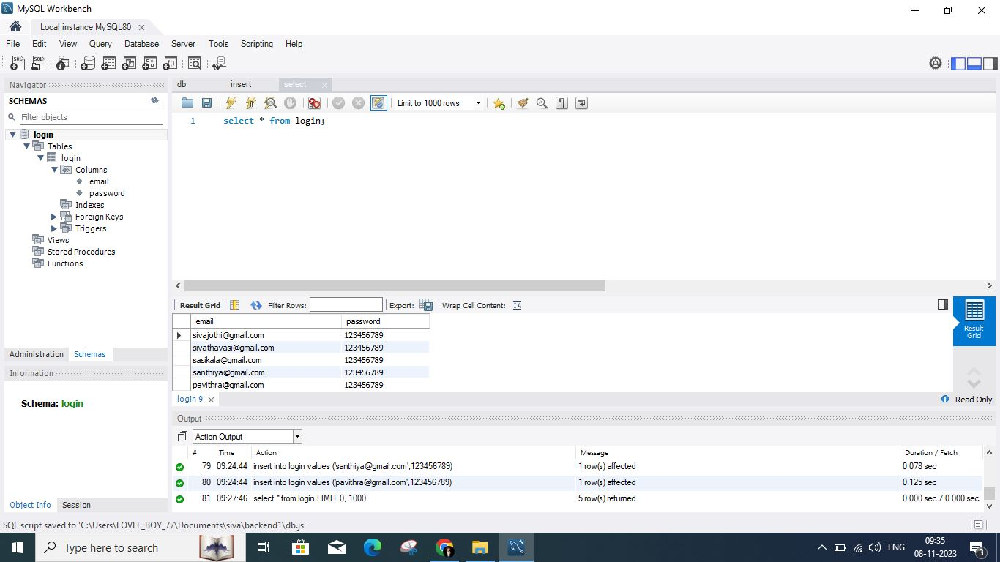 MySQL Workbench
Local instance MySQL80
File Edit View Query Database Server Tools Scripting Help
Navigator
SCHEMAS
Filter objects
login
Tables
login
Columns
email
password
Indexes
Foreign Keys
Triggers
Views
Stored Procedures
Functions
Administration Schemas
Information
Schema: login
Object Info Session
db insert select
Limit to 1000 rows
1 select * from login;
Result Grid Filter Rows: Export: Wrap Cell Content:
email password
sivajothi@gmail.com 123456789
sivathavasi@gmail.com 123456789
sasikala@gmail.com 123456789
santhiya@gmail.com 123456789
pavithra@gmail.com 123456789
Result
Grid
login 9
Read Only
Output
Action Output
# Time Action Message Duration / Fetch
79 09:24:44 insert into login values ('santhiya@gmail.com',123456789) 1 row(s) affected 0.078 sec
80 09:24:44 insert into login values ('pavithra@gmail.com',123456789) 1 row(s) affected 0.125 sec
81 09:27:46 select * from login LIMIT 0, 1000 5 row(s) returned 0.000 sec / 0.000 sec
SQL script saved to 'C:\Users\LOVEL_BOY_77\Documents\siva\backend1\db.js'
Type here to search
ENG
09:35
08-11-2023
3